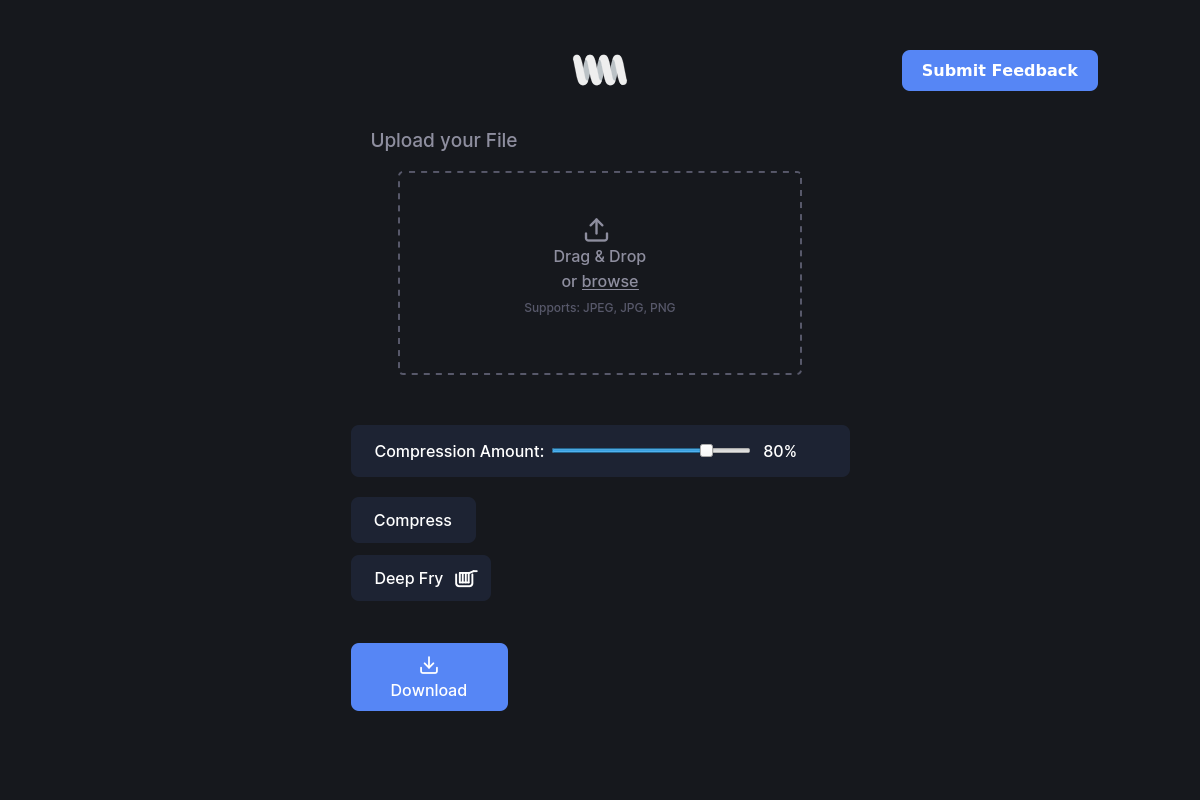 Submit Feedback
Upload your File
Drag & Drop
or browse
Supports: JPEG, JPG, PNG
Compression Amount: 80%
Compress
Deep Fry
Download